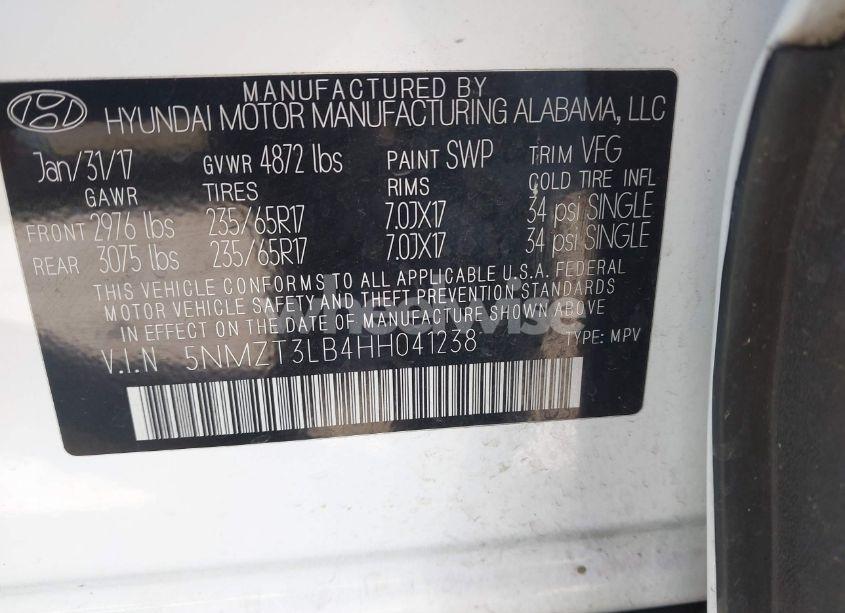 MANUFACTURED BY
HYUNDAI MOTOR MANUFACTURING ALABAMA, LLC
Jan/31/17 GVWR 4872 lbs PAINT SWP TRIM VFG
GAWR TIRES RIMS COLD TIRE INFL
FRONT 2976 lbs 235/65R17 7.0JX17 34 psi SINGLE
REAR 3075 lbs 235/65R17 7.0JX17 34 psi SINGLE
THIS VEHICLE CONFORMS TO ALL APPLICABLE U.S.A. FEDERAL
MOTOR VEHICLE SAFETY AND THEFT PREVENTION STANDARDS
IN EFFECT ON THE DATE OF MANUFACTURE SHOWN ABOVE
wheelwise
V.I.N 5NMZT3LB4HH041238 TYPE: MPV